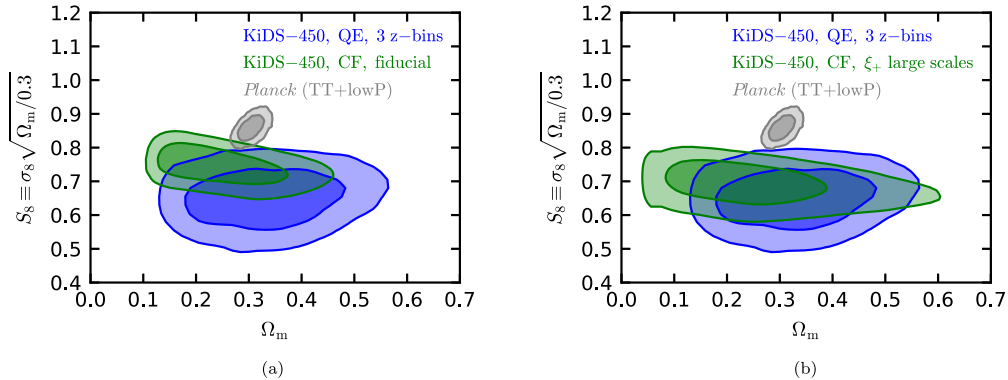 1.2
1.1
1.0
0.9
0.8
0.7
0.6
0.5
0.4
S₈ ≡ σ₈ √Ωₘ/0.3
KiDS−450, QE, 3 z-bins
KiDS−450, CF, fiducial
Planck (TT+lowP)
0.0 0.1 0.2 0.3 0.4 0.5 0.6 0.7
Ωₘ
(a)
1.2
1.1
1.0
0.9
0.8
0.7
0.6
0.5
0.4
S₈ ≡ σ₈ √Ωₘ/0.3
KiDS−450, QE, 3 z-bins
KiDS−450, CF, ξ₊ large scales
Planck (TT+lowP)
0.0 0.1 0.2 0.3 0.4 0.5 0.6 0.7
Ωₘ
(b)